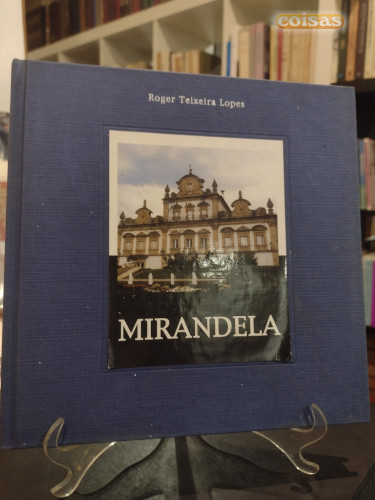 coisas
Roger Teixeira Lopes
MIRANDELA